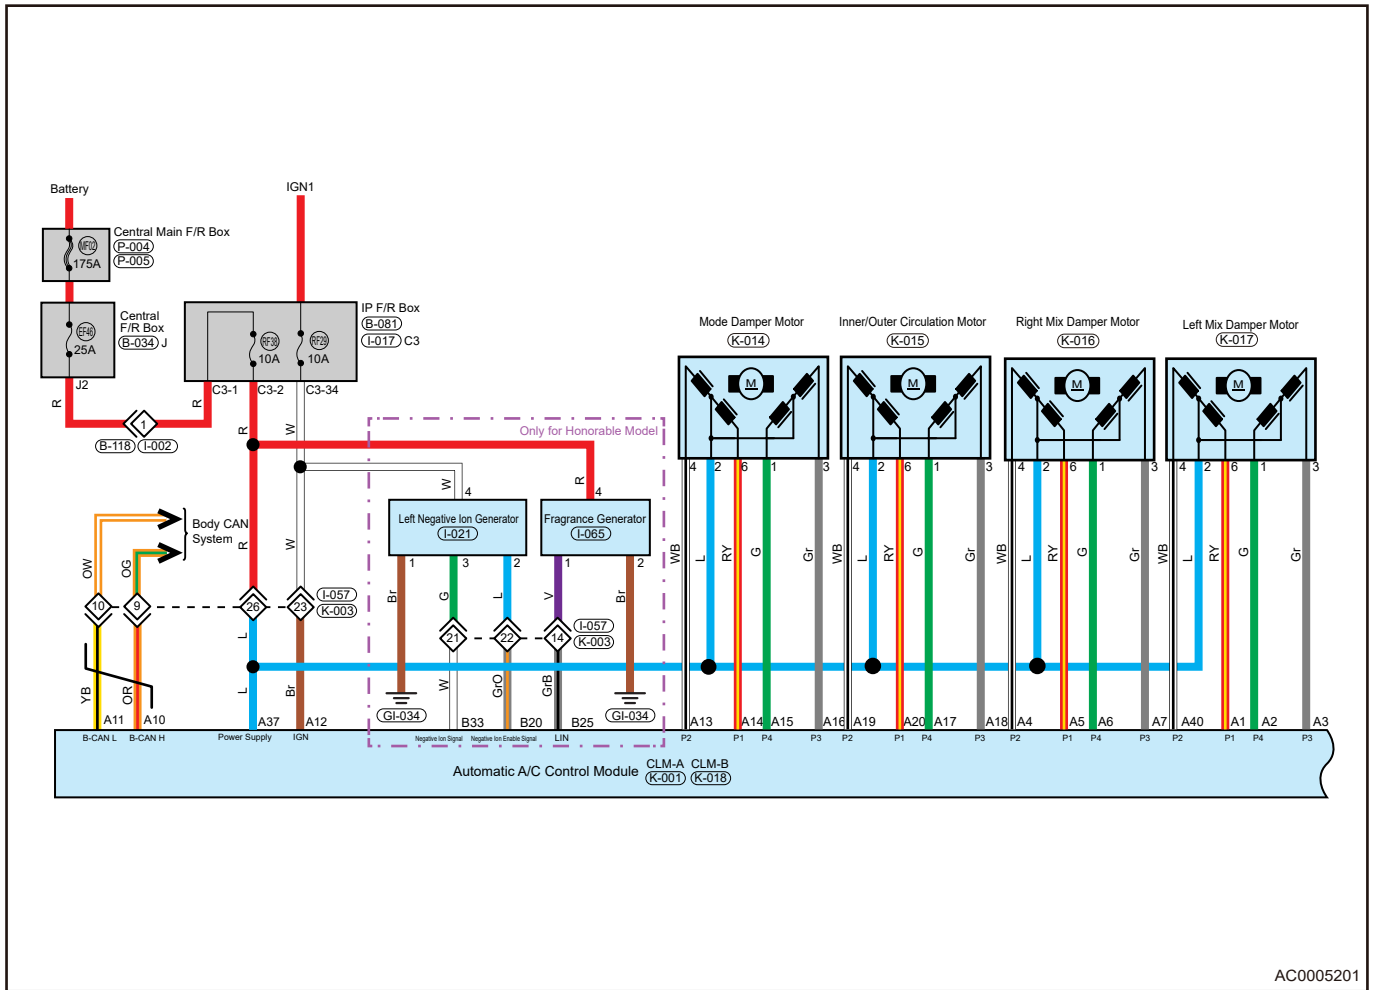 Battery
IGN1
MF02
175A
Central Main F/R Box
P-004
P-005
EF46
25A
Central
F/R Box
B-034 J
J2
RF38
10A
RF29
10A
IP F/R Box
B-081
I-017 C3
C3-1
C3-2
C3-34
R
R
R
W
1
B-118 I-002
Only for Honorable Model
W
4
R
4
Left Negative Ion Generator
I-021
Fragrance Generator
I-065
1
3
2
1
2
Body CAN
System
OW
OG
R
W
Br
G
L
V
Br
10
9
26
23
I-057
K-003
21
22
14
I-057
K-003
L
YB
OR
L
Br
W
GrO
GrB
GI-034
GI-034
A11
A10
A37
A12
B33
B20
B25
B-CAN L
B-CAN H
Power Supply
IGN
Negative Ion Signal
Negative Ion Enable Signal
LIN
Mode Damper Motor
K-014
M
4
2
6
1
3
WB
L
RY
G
Gr
A13
A14
A15
A16
P2
P1
P4
P3
Inner/Outer Circulation Motor
K-015
M
4
2
6
1
3
WB
L
RY
G
Gr
A19
A20
A17
A18
P2
P1
P4
P3
Right Mix Damper Motor
K-016
M
4
2
6
1
3
WB
L
RY
G
Gr
A4
A5
A6
A7
P2
P1
P4
P3
Left Mix Damper Motor
K-017
M
4
2
6
1
3
WB
L
RY
G
Gr
A40
A1
A2
A3
P2
P1
P4
P3
Automatic A/C Control Module
CLM-A CLM-B
K-001 K-018
AC0005201